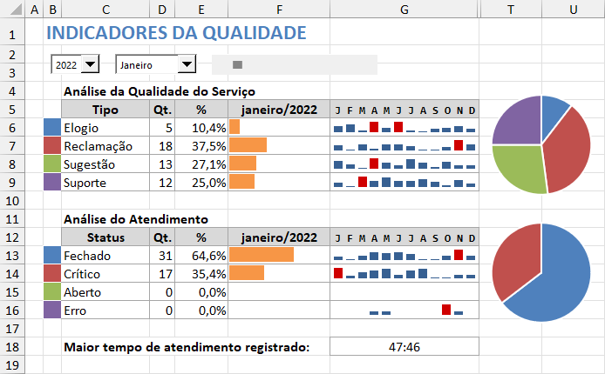 A B C D E F G T U
1 INDICADORES DA QUALIDADE
2
2022 Janeiro
3
4 Análise da Qualidade do Serviço
5 Tipo Qt. % janeiro/2022 J F M A M J J A S O N D
6 Elogio 5 10,4%
7 Reclamação 18 37,5%
8 Sugestão 13 27,1%
9 Suporte 12 25,0%
10
11 Análise do Atendimento
12 Status Qt. % janeiro/2022 J F M A M J J A S O N D
13 Fechado 31 64,6%
14 Crítico 17 35,4%
15 Aberto 0 0,0%
16 Erro 0 0,0%
17
18 Maior tempo de atendimento registrado: 47:46
19